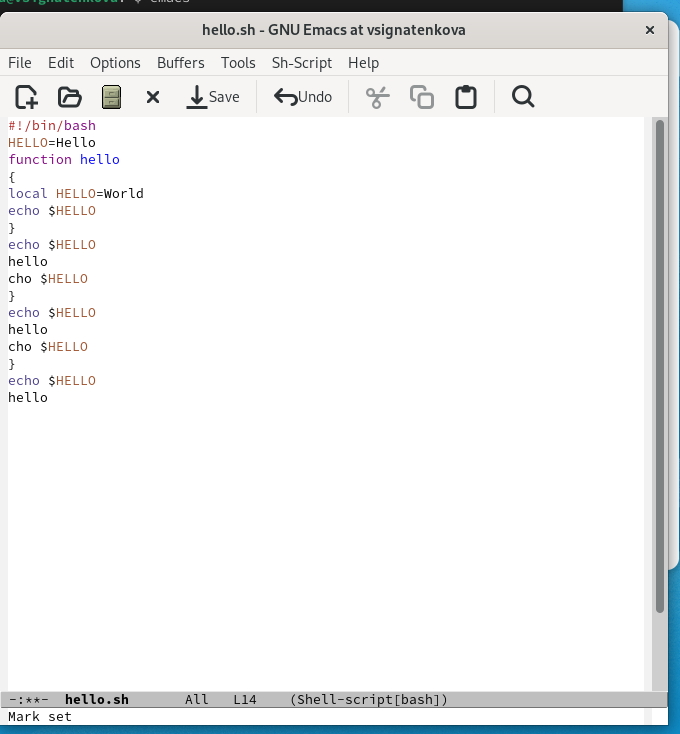 emacs
hello.sh - GNU Emacs at vsignatenkova
File Edit Options Buffers Tools Sh-Script Help
Save Undo
#!/bin/bash
HELLO=Hello
function hello
{
local HELLO=World
echo $HELLO
}
echo $HELLO
hello
cho $HELLO
}
echo $HELLO
hello
cho $HELLO
}
echo $HELLO
hello
-:**- hello.sh All L14 (Shell-script[bash])
Mark set